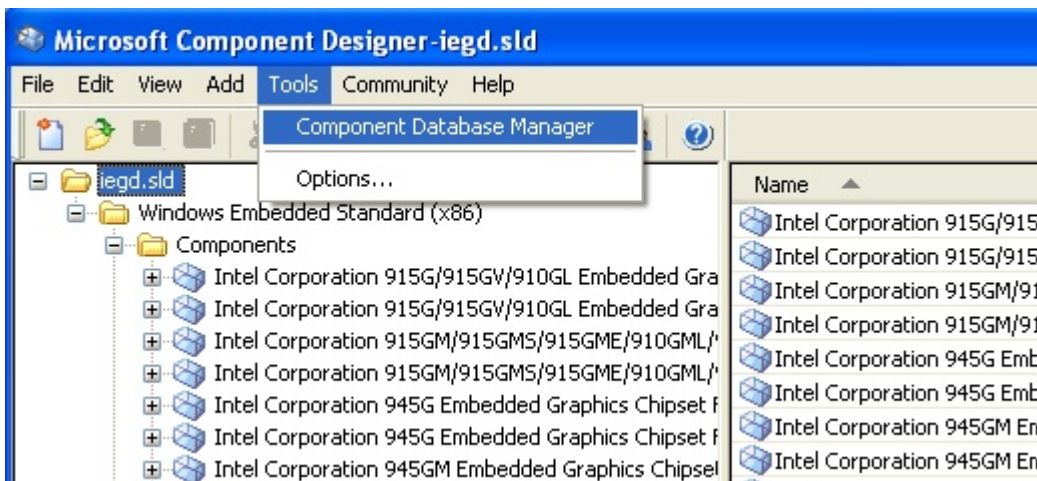 Microsoft Component Designer-iegd.sld
File Edit View Add Tools Community Help
Component Database Manager
Options...
iegd.sld
Windows Embedded Standard (x86)
Components
Intel Corporation 915G/915GV/910GL Embedded Gra
Intel Corporation 915G/915GV/910GL Embedded Gra
Intel Corporation 915GM/915GMS/915GME/910GML/
Intel Corporation 915GM/915GMS/915GME/910GML/
Intel Corporation 945G Embedded Graphics Chipset
Intel Corporation 945G Embedded Graphics Chipset
Intel Corporation 945GM Embedded Graphics Chipset
Name
Intel Corporation 915G/915
Intel Corporation 915G/915
Intel Corporation 915GM/91
Intel Corporation 915GM/91
Intel Corporation 945G Emb
Intel Corporation 945G Emb
Intel Corporation 945GM En
Intel Corporation 945GM En